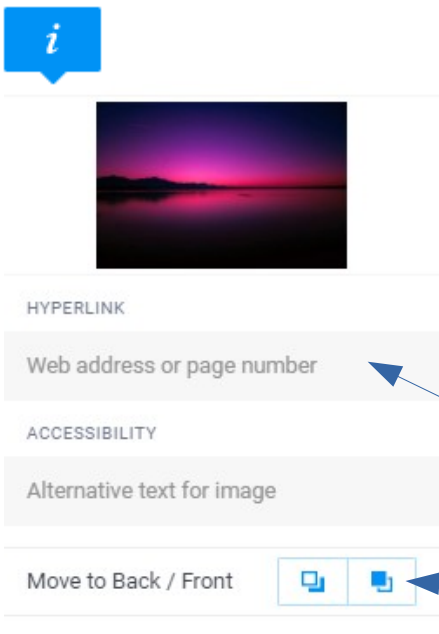 i
HYPERLINK
Web address or page number
ACCESSIBILITY
Alternative text for image
Move to Back / Front